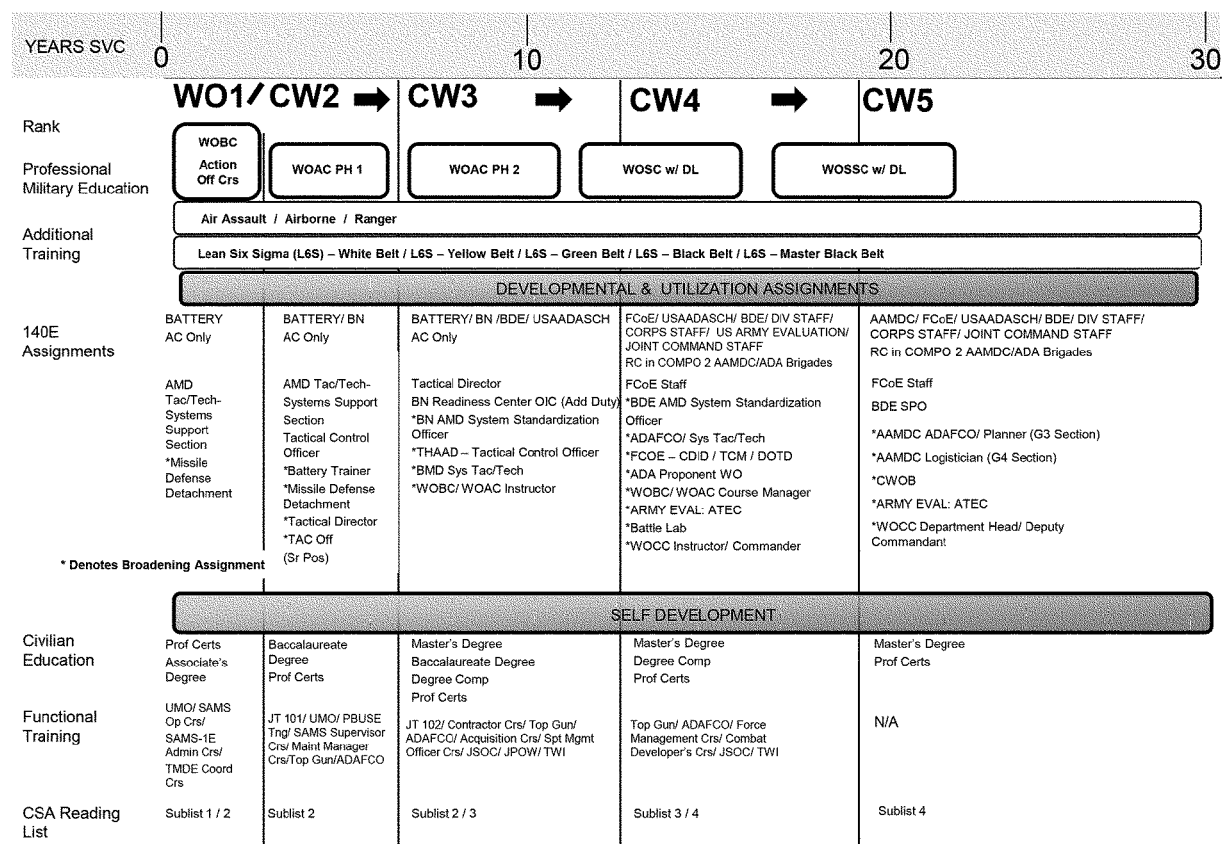 YEARS SVC
0
10
20
30
Rank
WO1/ CW2
CW3
CW4
CW5
Professional
Military Education
WOBC
Action
Off Crs
WOAC PH 1
WOAC PH 2
WOSC w/ DL
WOSSC w/ DL
Additional
Training
Air Assault / Airborne / Ranger
Lean Six Sigma (L6S) – White Belt / L6S – Yellow Belt / L6S – Green Belt / L6S – Black Belt / L6S – Master Black Belt
DEVELOPMENTAL & UTILIZATION ASSIGNMENTS
140E
Assignments
BATTERY
AC Only
AMD
Tac/Tech-
Systems
Support
Section
*Missile
Defense
Detachment
BATTERY/ BN
AC Only
AMD Tac/Tech-
Systems Support
Section
Tactical Control
Officer
*Battery Trainer
*Missile Defense
Detachment
*Tactical Director
*TAC Off
(Sr Pos)
BATTERY/ BN /BDE/ USAADASCH
AC Only
Tactical Director
BN Readiness Center OIC (Add Duty)
*BN AMD System Standardization
Officer
*THAAD – Tactical Control Officer
*BMD Sys Tac/Tech
*WOBC/ WOAC Instructor
FCoE/ USAADASCH/ BDE/ DIV STAFF/
CORPS STAFF/ US ARMY EVALUATION/
JOINT COMMAND STAFF
RC in COMPO 2 AAMDC/ADA Brigades
FCoE Staff
*BDE AMD System Standardization
Officer
*ADAFCO/ Sys Tac/Tech
*FCOE – CDID / TCM / DOTD
*ADA Proponent WO
*WOBC/ WOAC Course Manager
*ARMY EVAL: ATEC
*Battle Lab
*WOCC Instructor/ Commander
AAMDC/ FCoE/ USAADASCH/ BDE/ DIV STAFF/
CORPS STAFF/ JOINT COMMAND STAFF
RC in COMPO 2 AAMDC/ADA Brigades
FCoE Staff
BDE SPO
*AAMDC ADAFCO/ Planner (G3 Section)
*AAMDC Logistician (G4 Section)
*CWOB
*ARMY EVAL: ATEC
*WOCC Department Head/ Deputy
Commandant
* Denotes Broadening Assignment
SELF DEVELOPMENT
Civilian
Education
Prof Certs
Associate's
Degree
Baccalaureate
Degree
Prof Certs
Master's Degree
Baccalaureate Degree
Degree Comp
Prof Certs
Master's Degree
Degree Comp
Prof Certs
Master's Degree
Prof Certs
Functional
Training
UMO/ SAMS
Op Crs/
SAMS-1E
Admin Crs/
TMDE Coord
Crs
JT 101/ UMO/ PBUSE
Tng/ SAMS Supervisor
Crs/ Maint Manager
Crs/Top Gun/ADAFCO
JT 102/ Contractor Crs/ Top Gun/
ADAFCO/ Acquisition Crs/ Spt Mgmt
Officer Crs/ JSOC/ JPOW/ TWI
Top Gun/ ADAFCO/ Force
Management Crs/ Combat
Developer's Crs/ JSOC/ TWI
N/A
CSA Reading
List
Sublist 1 / 2
Sublist 2
Sublist 2 / 3
Sublist 3 / 4
Sublist 4